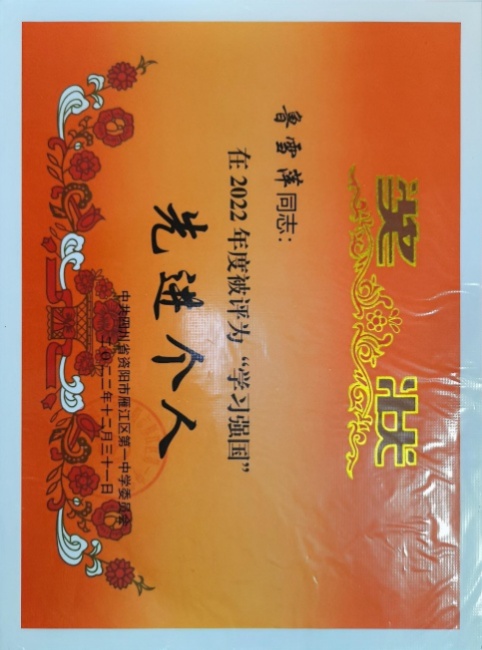 奖状
鲁雪萍同志：
在2022年度被评为“学习强国”
先进个人
中共四川省资阳市雁江区第一中学委员会
二〇二二年十二月三十一日